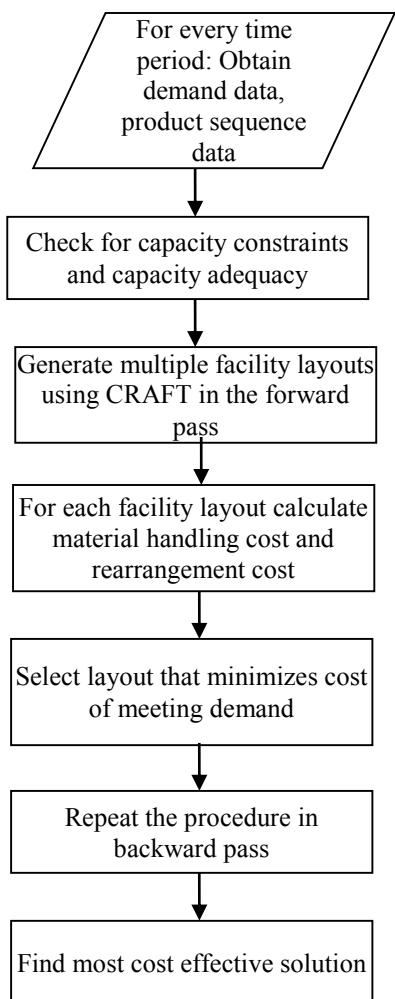 For every time
period: Obtain
demand data,
product sequence
data
Check for capacity constraints
and capacity adequacy
Generate multiple facility layouts
using CRAFT in the forward
pass
For each facility layout calculate
material handling cost and
rearrangement cost
Select layout that minimizes cost
of meeting demand
Repeat the procedure in
backward pass
Find most cost effective solution